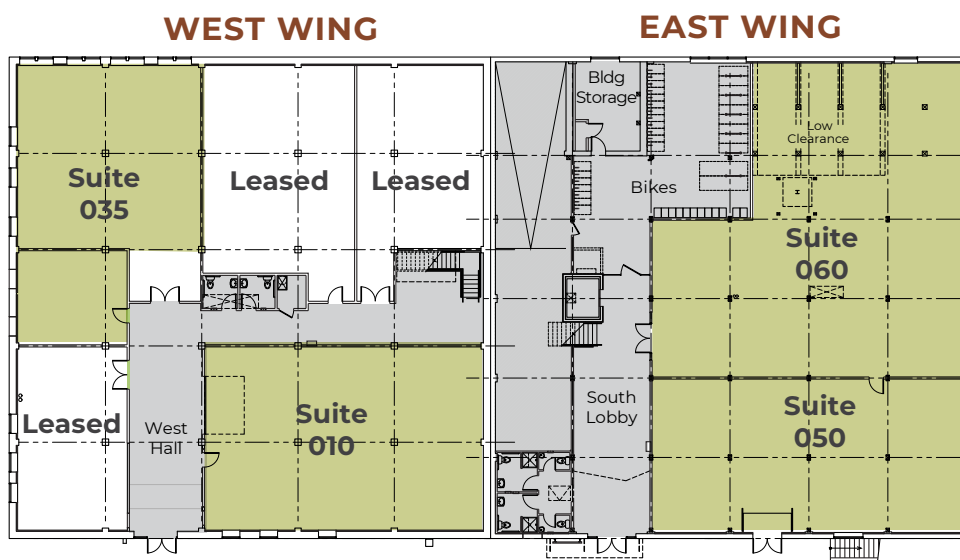 WEST WING
EAST WING
Bldg
Storage
Low
Clearance
Suite
035
Leased
Leased
Bikes
Suite
060
Leased
West
Hall
Suite
010
South
Lobby
Suite
050